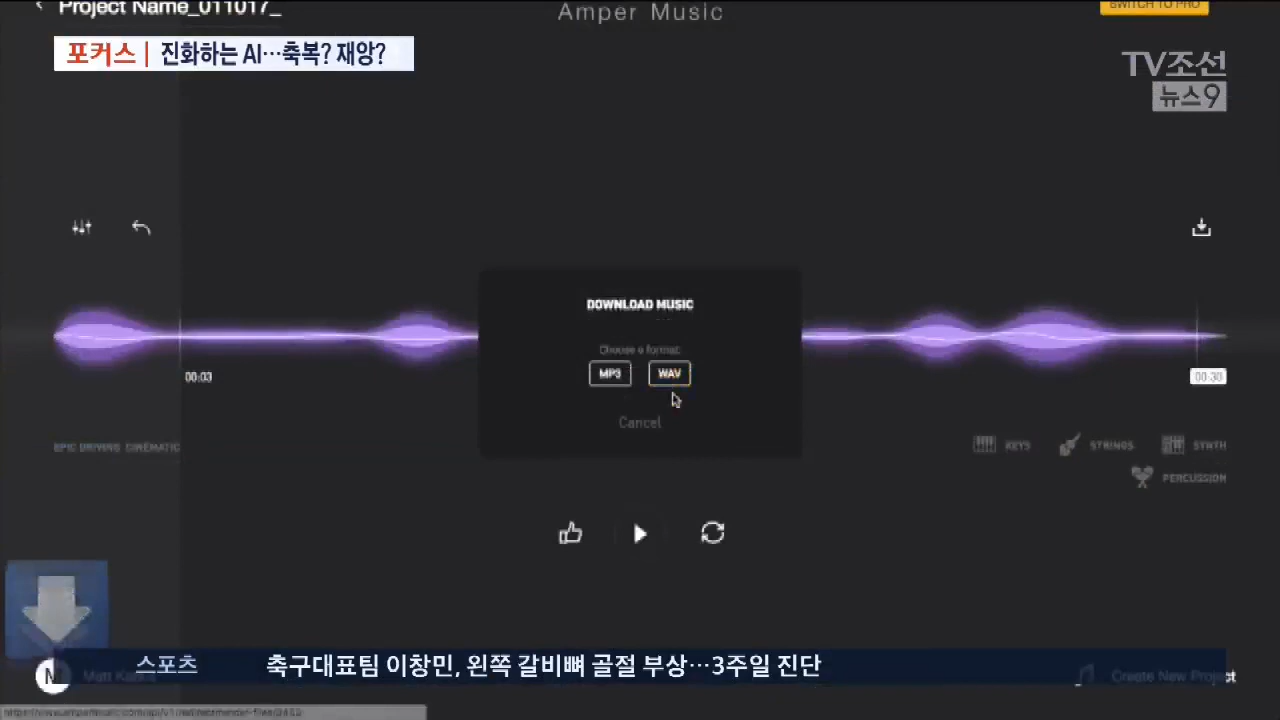 Project Name_011017_
Amper Music
SWITCH TO PRO
포커스 | 진화하는 AI…축복? 재앙?
TV조선
뉴스9
DOWNLOAD MUSIC
Choose a format:
MP3 WAV
Cancel
00:03
00:30
EPIC DRIVING CINEMATIC
KEYS STRINGS SYNTH
PERCUSSION
스포츠 축구대표팀 이창민, 왼쪽 갈비뼈 골절 부상…3주일 진단
Matt
Create New Project